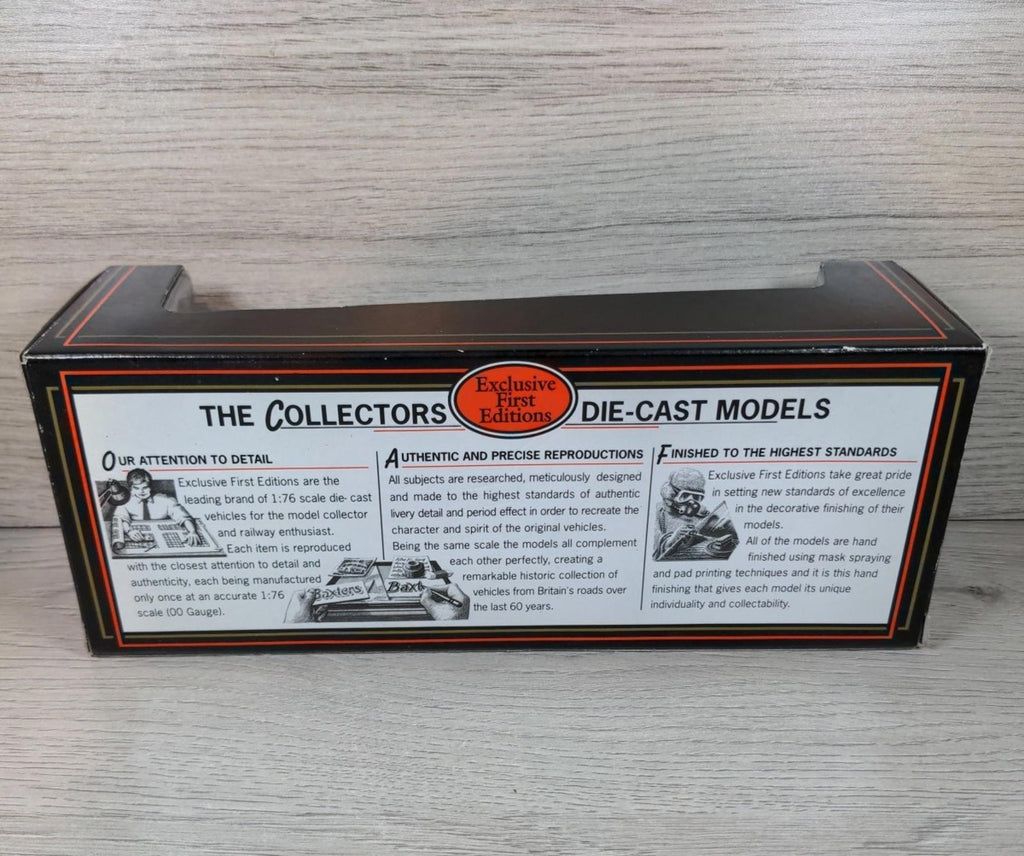 Exclusive
First
Editions
THE COLLECTORS DIE-CAST MODELS
OUR ATTENTION TO DETAIL
Exclusive First Editions are the
leading brand of 1:76 scale die- cast
vehicles for the model collector
and railway enthusiast.
Each item is reproduced
with the closest attention to detail and
authenticity, each being manufactured
only once at an accurate 1:76
scale (00 Gauge).
AUTHENTIC AND PRECISE REPRODUCTIONS
All subjects are researched, meticulously designed
and made to the highest standards of authentic
livery detail and period effect in order to recreate the
character and spirit of the original vehicles.
Being the same scale the models all complement
each other perfectly, creating a
remarkable historic collection of
vehicles from Britain's roads over
the last 60 years.
Baxters
Baxt
FINISHED TO THE HIGHEST STANDARDS
Exclusive First Editions take great pride
in setting new standards of excellence
in the decorative finishing of their
models.
All of the models are hand
finished using mask spraying
and pad printing techniques and it is this hand
finishing that gives each model its unique
individuality and collectability.